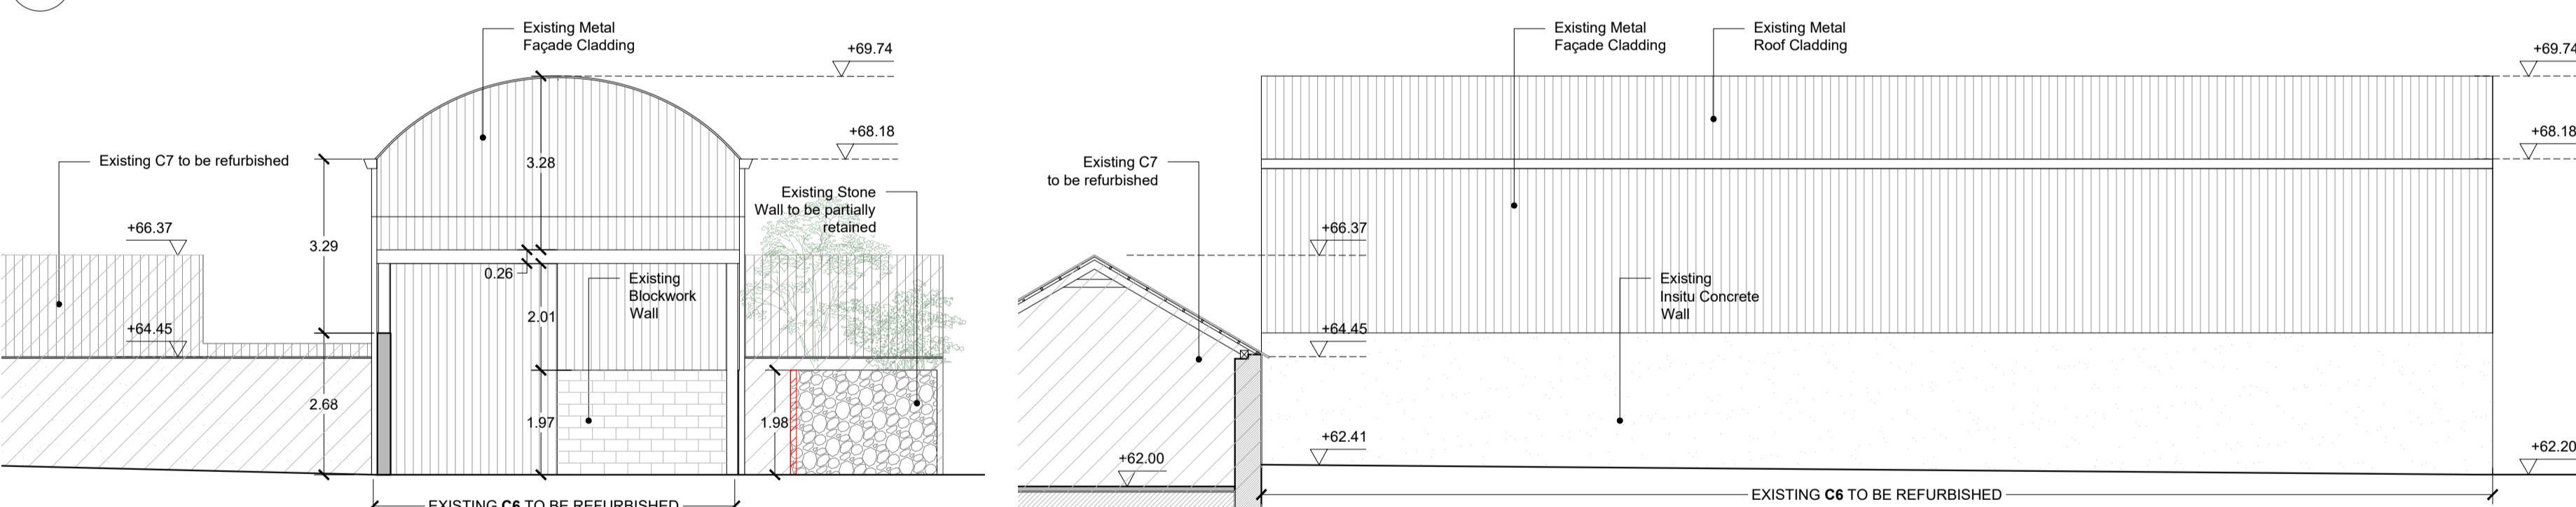 Existing Metal
Façade Cladding
+69.74
+68.18
Existing C7 to be refurbished
3.28
Existing Stone
Wall to be partially
retained
+66.37
3.29
0.26
Existing
Blockwork
Wall
2.01
+64.45
2.68
1.97
1.98
EXISTING C6 TO BE REFURBISHED
Existing Metal
Façade Cladding
Existing Metal
Roof Cladding
+69.74
+68.18
Existing C7
to be refurbished
+66.37
Existing
Insitu Concrete
Wall
+64.45
+62.41
+62.00
+62.20
EXISTING C6 TO BE REFURBISHED